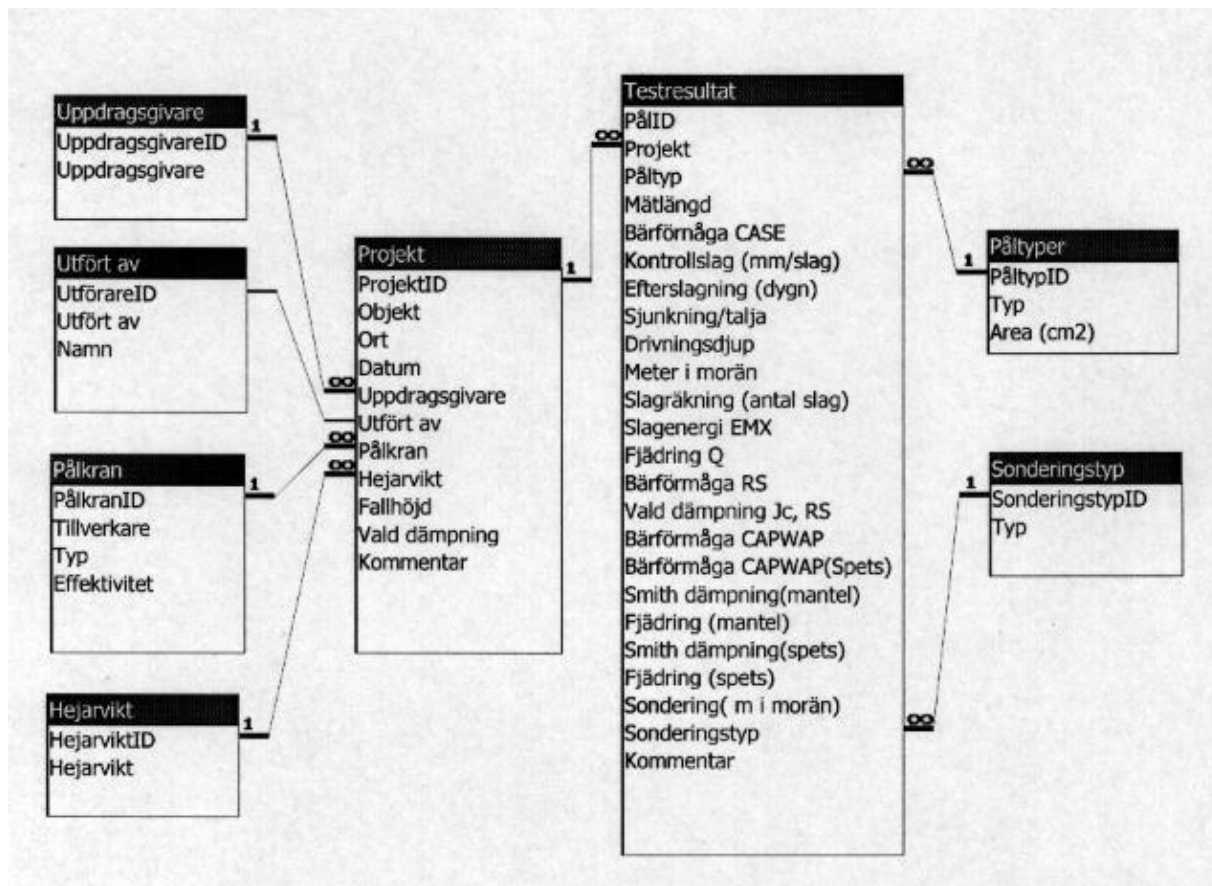 Uppdragsgivare
UppdragsgivareID
Uppdragsgivare
1
Utfört av
UtförareID
Utfört av
Namn
Pålkran
PålkranID
Tillverkare
Typ
Effektivitet
1
Hejarvikt
HejarviktID
Hejarvikt
1
Projekt
ProjektID
Objekt
Ort
Datum
Uppdragsgivare
Utfört av
Pålkran
Hejarvikt
Fallhöjd
Vald dämpning
Kommentar
∞
∞
∞
1
Testresultat
PålID
Projekt
Påltyp
Mätlängd
Bärförmåga CASE
Kontrollslag (mm/slag)
Efterslagning (dygn)
Sjunkning/talja
Drivningsdjup
Meter i morän
Slagräkning (antal slag)
Slagenergi EMX
Fjädring Q
Bärförmåga RS
Vald dämpning Jc, RS
Bärförmåga CAPWAP
Bärförmåga CAPWAP(Spets)
Smith dämpning(mantel)
Fjädring (mantel)
Smith dämpning(spets)
Fjädring (spets)
Sondering( m i morän)
Sonderingstyp
Kommentar
∞
∞
∞
Påltyper
PåltypID
Typ
Area (cm2)
1
Sonderingstyp
SonderingstypID
Typ
1